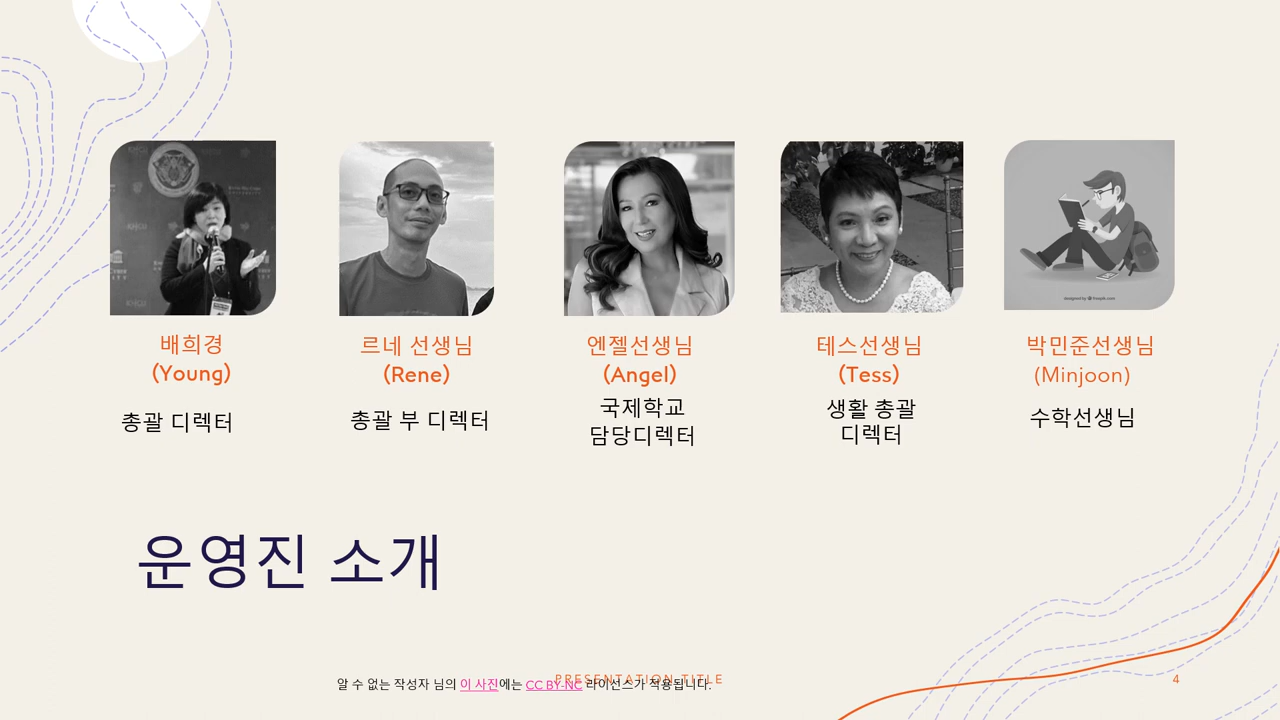 배희경
(Young)
총괄 디렉터
르네 선생님
(Rene)
총괄 부 디렉터
엔젤선생님
(Angel)
국제학교
담당디렉터
테스선생님
(Tess)
생활 총괄
디렉터
박민준선생님
(Minjoon)
수학선생님
designed by freepik.com
운영진 소개
PRESENTATION TITLE
알 수 없는 작성자 님의 이 사진에는 CC BY-NC 라이선스가 적용됩니다.
4